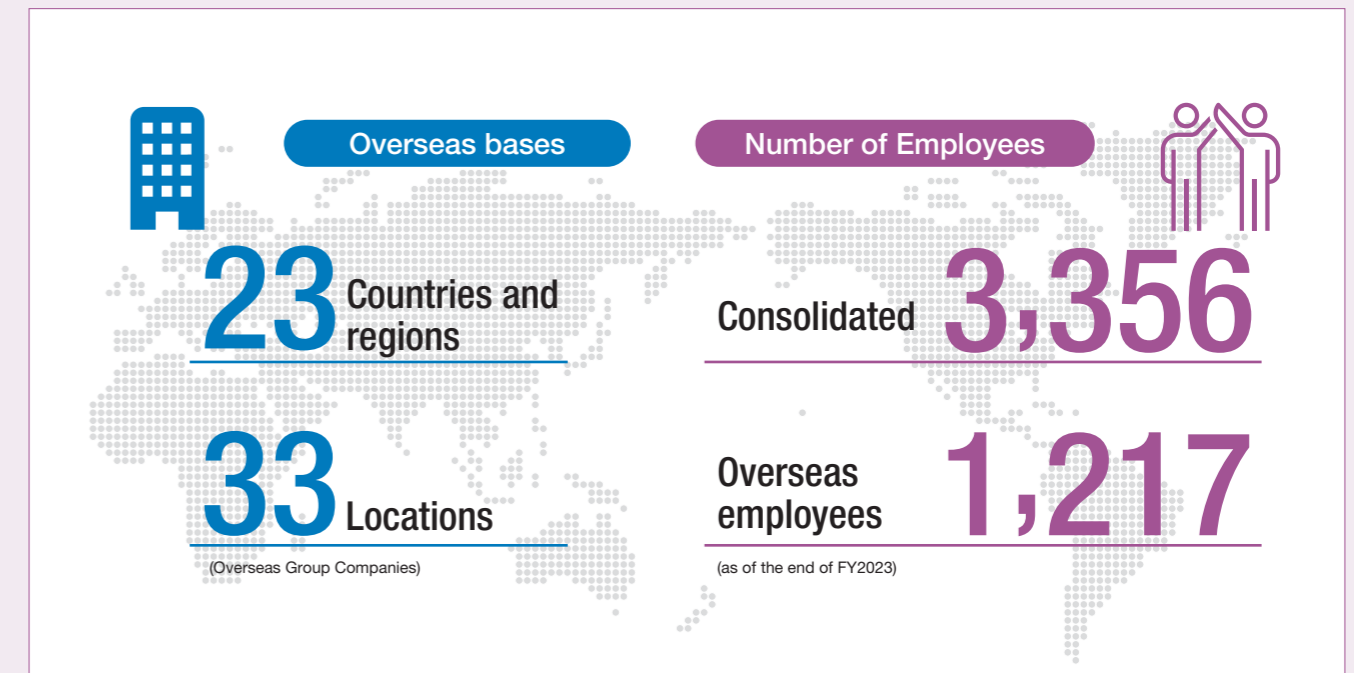 Overseas bases
23 Countries and
regions
33 Locations
(Overseas Group Companies)
Number of Employees
Consolidated 3,356
Overseas
employees 1,217
(as of the end of FY2023)